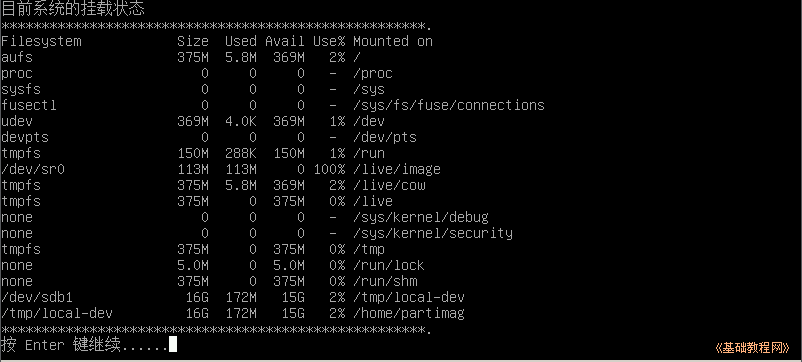 目前系统的挂载状态
*****************************************************.
Filesystem            Size  Used Avail Use% Mounted on
aufs                  375M  5.8M  369M   2% /
proc                     0     0     0   -  /proc
sysfs                    0     0     0   -  /sys
fusectl                  0     0     0   -  /sys/fs/fuse/connections
udev                  369M  4.0K  369M   1% /dev
devpts                   0     0     0   -  /dev/pts
tmpfs                 150M  288K  150M   1% /run
/dev/sr0              113M  113M     0 100% /live/image
tmpfs                 375M  5.8M  369M   2% /live/cow
tmpfs                 375M     0  375M   0% /live
none                     0     0     0   -  /sys/kernel/debug
none                     0     0     0   -  /sys/kernel/security
tmpfs                 375M     0  375M   0% /tmp
none                  5.0M     0  5.0M   0% /run/lock
none                  375M     0  375M   0% /run/shm
/dev/sdb1              16G  172M   15G   2% /tmp/local-dev
/tmp/local-dev         16G  172M   15G   2% /home/partimag
*****************************************************.
按 Enter 键继续......
《基础教程网》